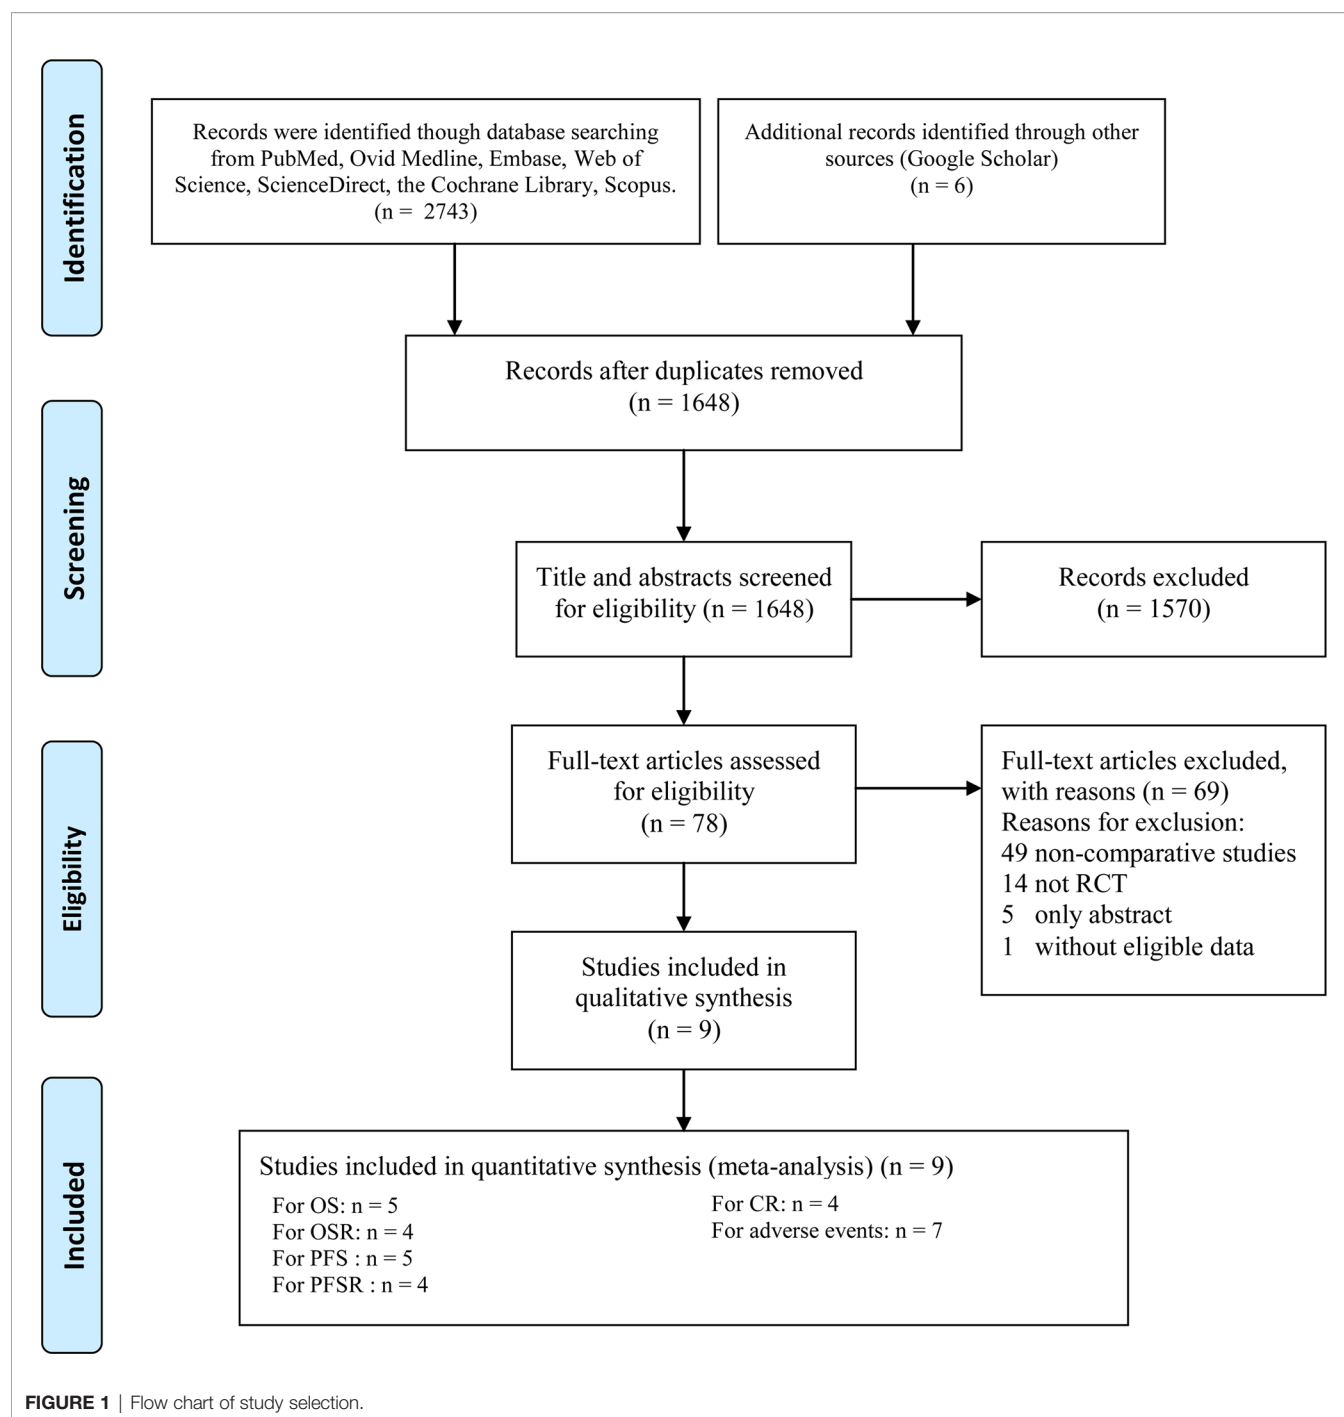 Identification
Records were identified though database searching
from PubMed, Ovid Medline, Embase, Web of
Science, ScienceDirect, the Cochrane Library, Scopus.
(n =  2743)
Additional records identified through other
sources (Google Scholar)
(n = 6)
Records after duplicates removed
(n = 1648)
Screening
Title and abstracts screened
for eligibility (n = 1648)
Records excluded
(n = 1570)
Eligibility
Full-text articles assessed
for eligibility
(n = 78)
Full-text articles excluded,
with reasons (n = 69)
Reasons for exclusion:
49 non-comparative studies
14 not RCT
5   only abstract
1   without eligible data
Studies included in
qualitative synthesis
(n = 9)
Included
Studies included in quantitative synthesis (meta-analysis) (n = 9)
For OS: n = 5
For OSR: n = 4
For PFS : n = 5
For PFSR : n = 4
For CR: n = 4
For adverse events: n = 7
FIGURE 1 | Flow chart of study selection.